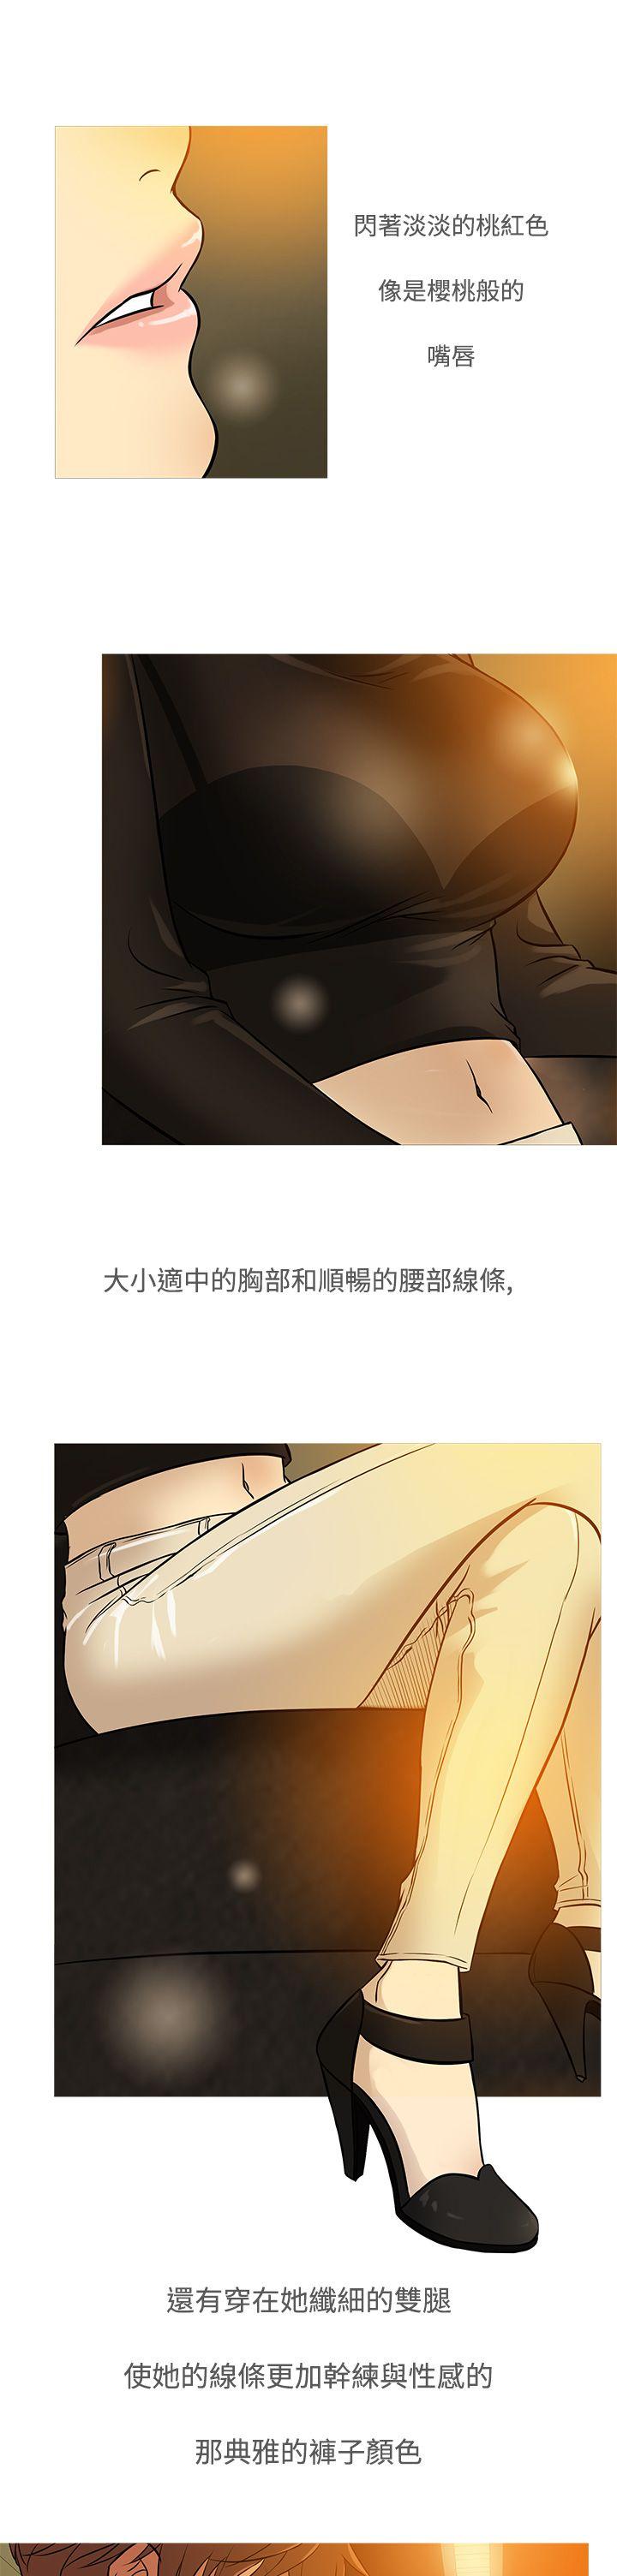 閃著淡淡的桃紅色
像是櫻桃般的
嘴唇
大小適中的胸部和順暢的腰部線條,
還有穿在她纖細的雙腿
使她的線條更加幹練與性感的
那典雅的褲子顏色